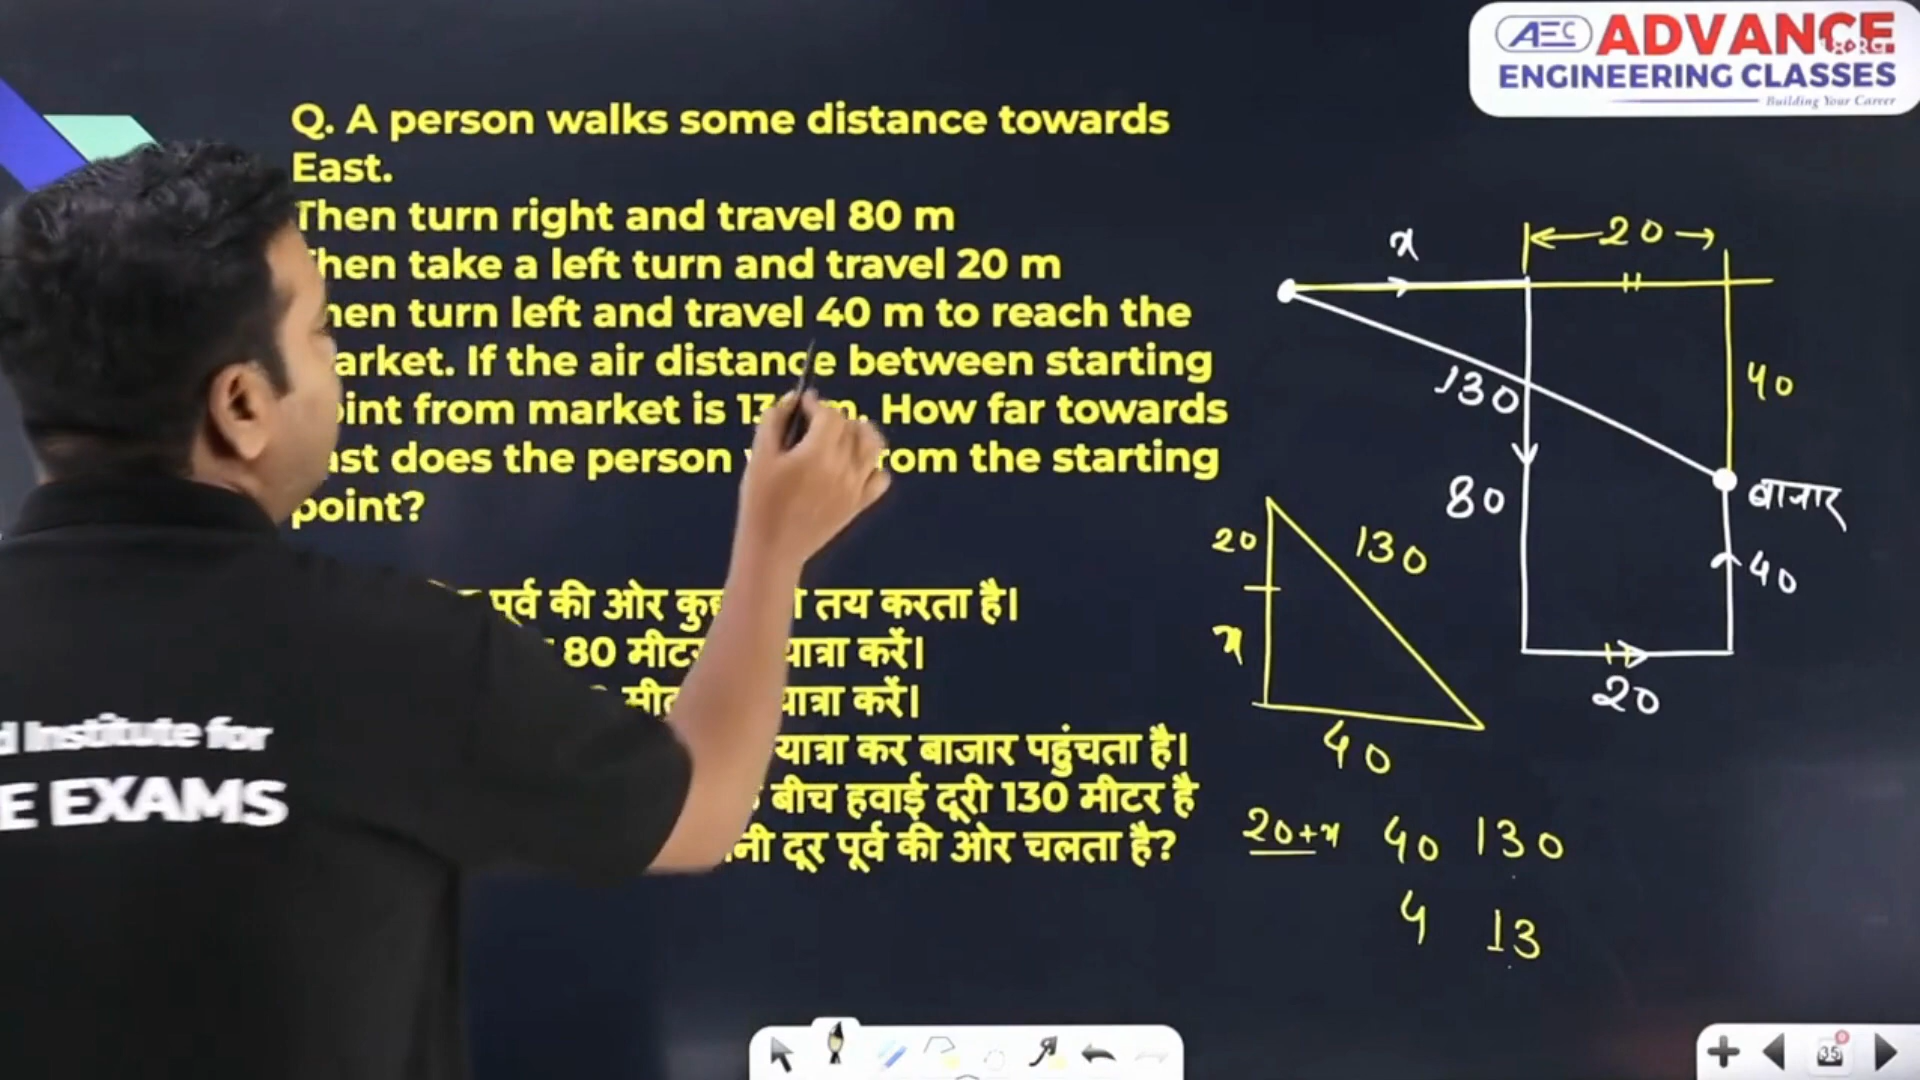 AEC ADVANCE
ENGINEERING CLASSES
Building Your Career
Q. A person walks some distance towards
East.
Then turn right and travel 80 m
hen take a left turn and travel 20 m
hen turn left and travel 40 m to reach the
arket. If the air distance between starting
int from market is 13 m. How far towards
ast does the person from the starting
point?
पूर्व की ओर तय करता है।
80 यात्रा करें।
यात्रा करें।
यात्रा कर बाजार पहुंचता है।
बीच हवाई दूरी 130 मीटर है
दूर पूर्व की ओर चलता है?
x
20
40
130
80
बाजार
40
20
20
130
x
40
20+x 40 130
4 13
d Institute for
E EXAMS
35